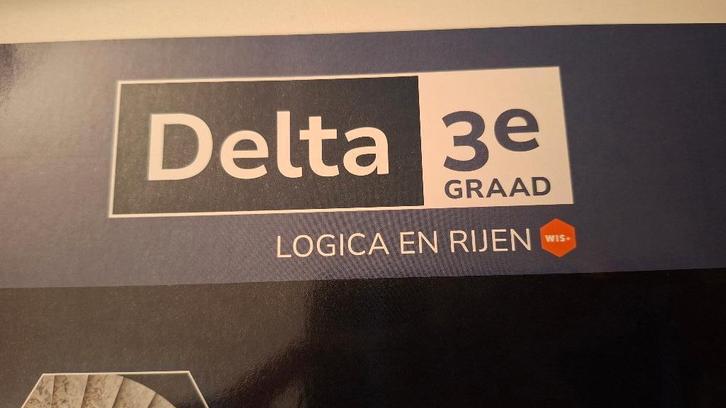 Delta 3e
GRAAD
LOGICA EN RIJEN WIS+